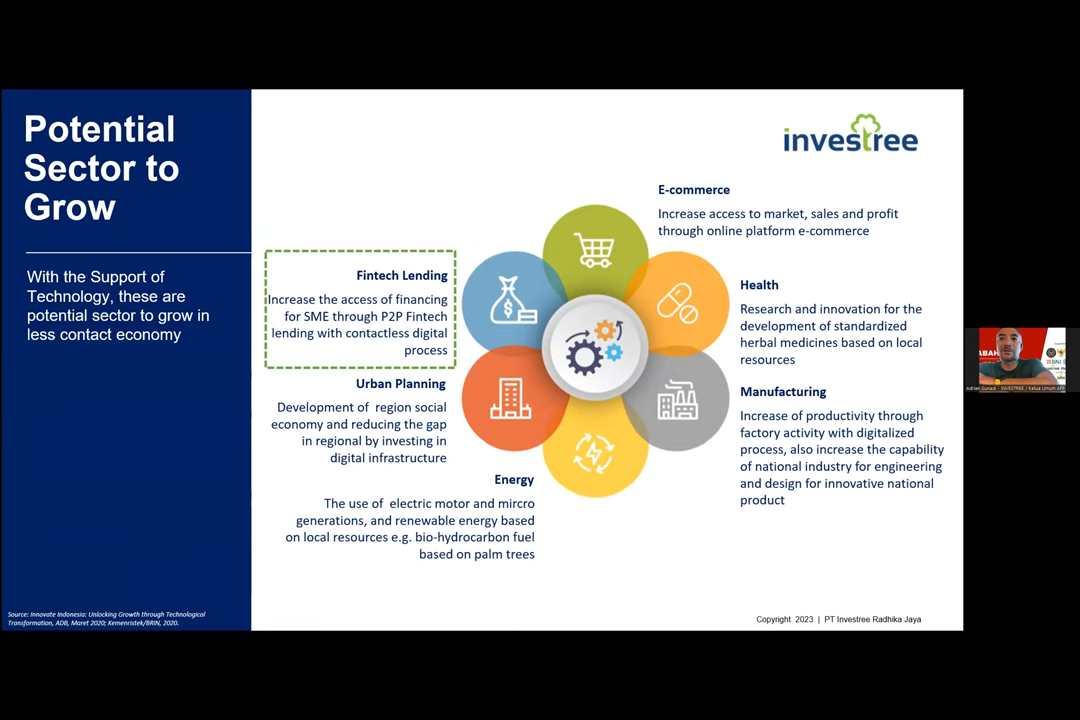 Potential
Sector to
Grow
With the Support of
Technology, these are
potential sector to grow in
less contact economy
Source: Innovate Indonesia: Unlocking Growth through Technological
Transformation, ADB, Maret 2020; Kemenristek/BRIN, 2020.
investree
E-commerce
Increase access to market, sales and profit
through online platform e-commerce
Fintech Lending
Increase the access of financing
for SME through P2P Fintech
lending with contactless digital
process
Health
Research and innovation for the
development of standardized
herbal medicines based on local
resources
Urban Planning
Development of region social
economy and reducing the gap
in regional by investing in
digital infrastructure
Manufacturing
Increase of productivity through
factory activity with digitalized
process, also increase the capability
of national industry for engineering
and design for innovative national
product
Energy
The use of electric motor and mircro
generations, and renewable energy based
on local resources e.g. bio-hydrocarbon fuel
based on palm trees
Copyright 2023 | PT Investree Radhika Jaya
BNI
Adrian Gunadi - INVESTREE / Ketua Umum AFP